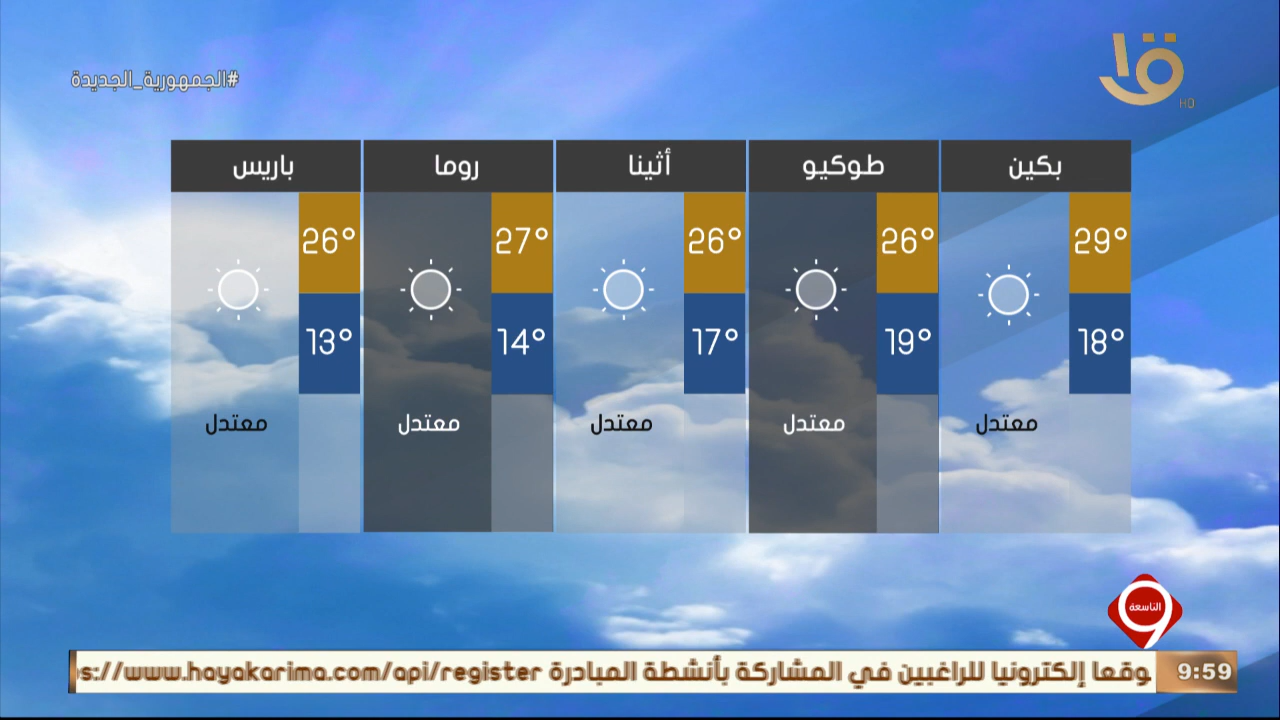 #الجمهورية_الجديدة
HD
بكين
29°
18°
معتدل
طوكيو
26°
19°
معتدل
أثينا
26°
17°
معتدل
روما
27°
14°
معتدل
باريس
26°
13°
معتدل
التاسعة
9
9:59
وقعا إلكترونيا للراغبين في المشاركة بأنشطة المبادرة s://www.hayakarima.com/api/register